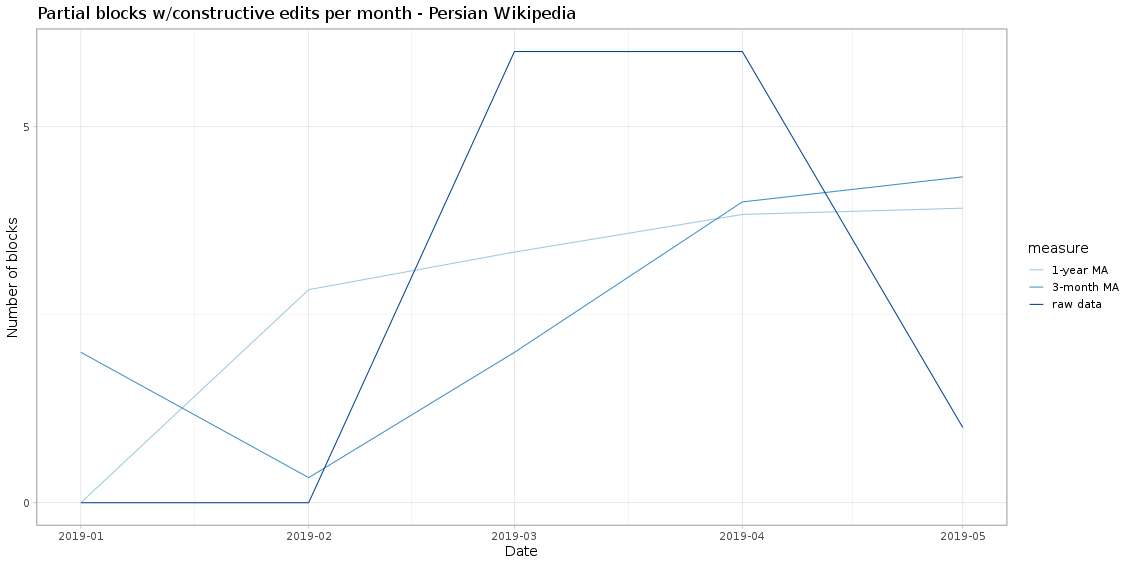 Partial blocks w/constructive edits per month - Persian Wikipedia
Number of blocks
5
0
2019-01 2019-02 2019-03 2019-04 2019-05
Date
measure
1-year MA
3-month MA
raw data